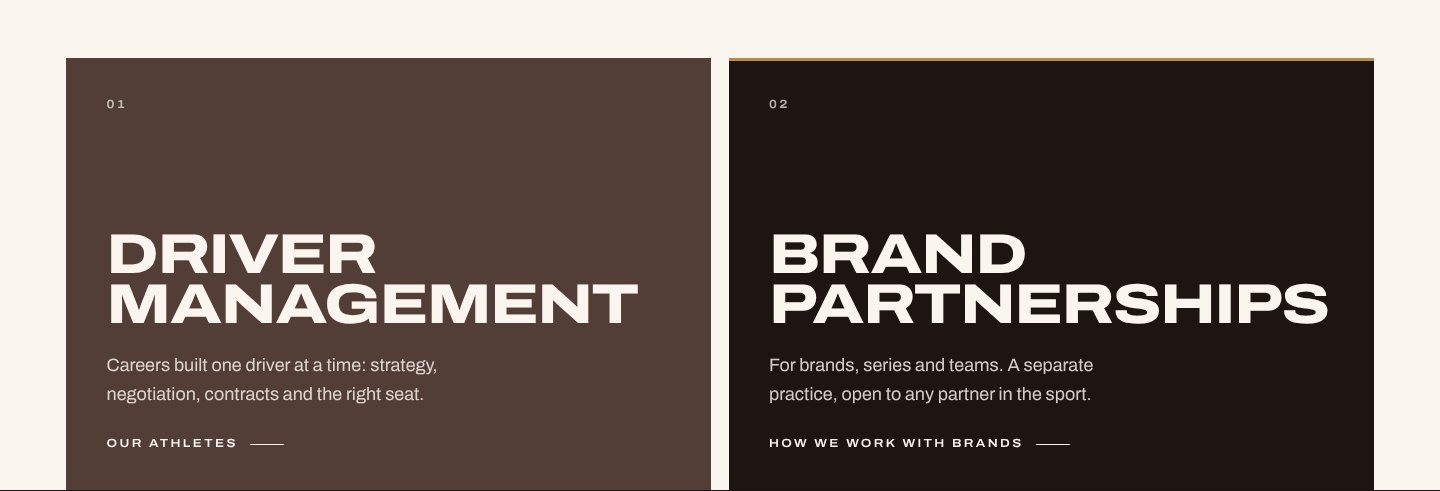 01
DRIVER
MANAGEMENT
Careers built one driver at a time: strategy,
negotiation, contracts and the right seat.
OUR ATHLETES
02
BRAND
PARTNERSHIPS
For brands, series and teams. A separate
practice, open to any partner in the sport.
HOW WE WORK WITH BRANDS